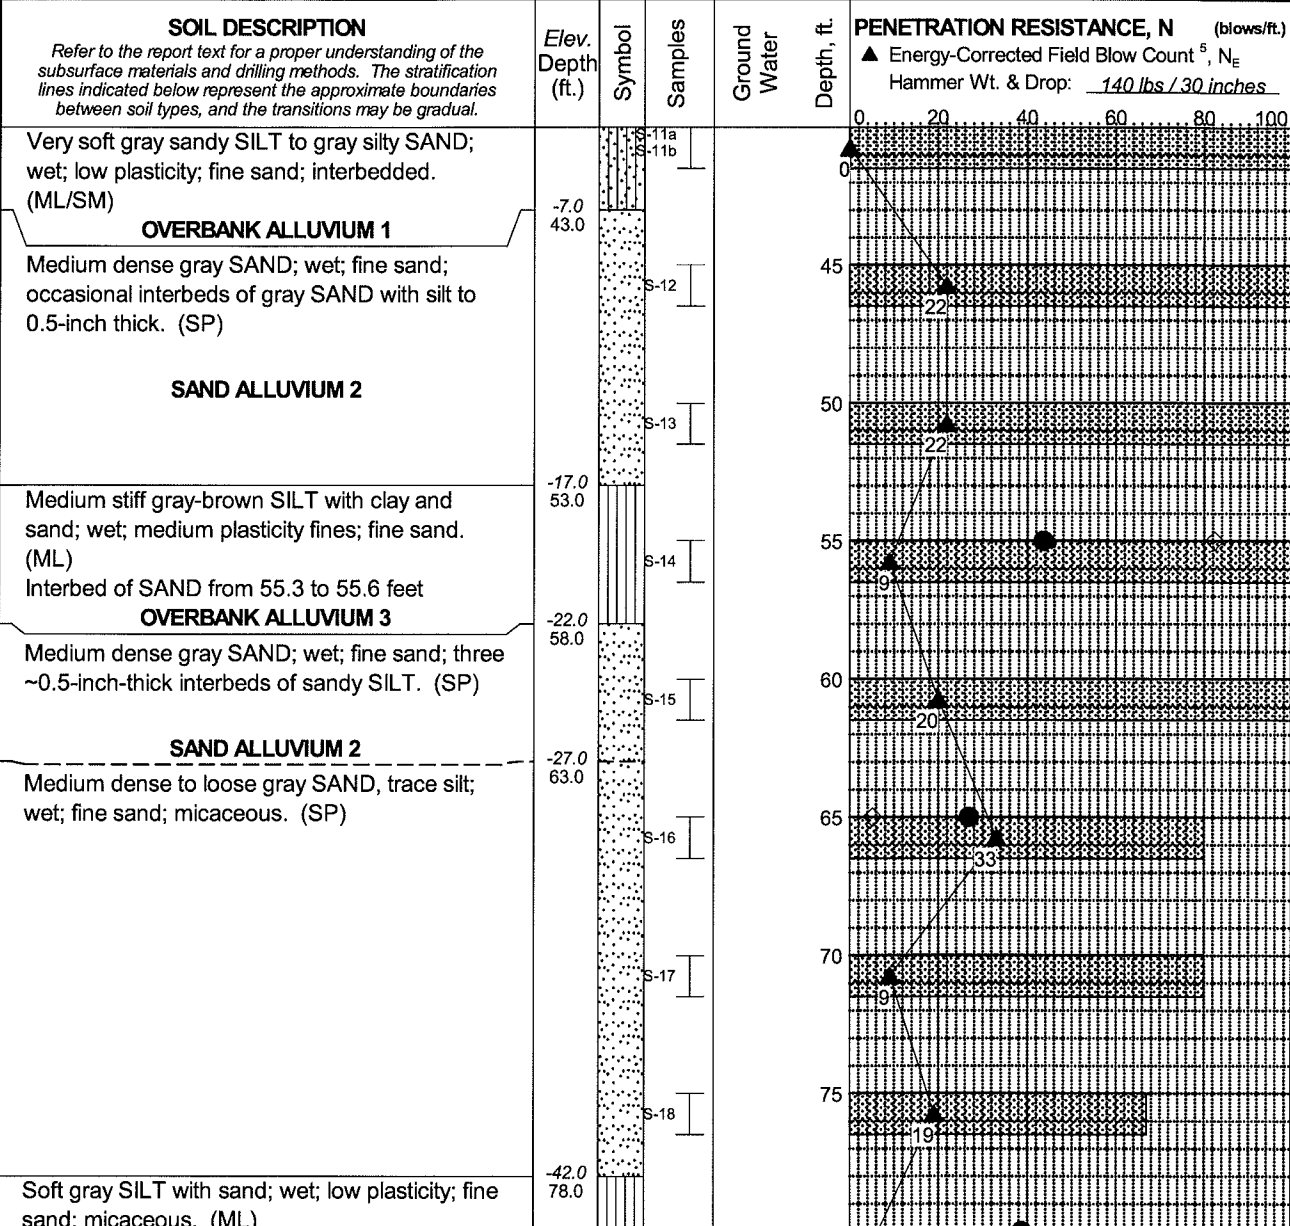 SOIL DESCRIPTION
Refer to the report text for a proper understanding of the
subsurface materials and drilling methods. The stratification
lines indicated below represent the approximate boundaries
between soil types, and the transitions may be gradual.
Elev.
Depth
(ft.)
Symbol
Samples
Ground
Water
Depth, ft.
PENETRATION RESISTANCE, N (blows/ft.)
▲ Energy-Corrected Field Blow Count ⁵, N_E
Hammer Wt. & Drop: 140 lbs / 30 inches
0 20 40 60 80 100
Very soft gray sandy SILT to gray silty SAND;
wet; low plasticity; fine sand; interbedded.
(ML/SM)
OVERBANK ALLUVIUM 1
-7.0
43.0
S-11a
S-11b
0
Medium dense gray SAND; wet; fine sand;
occasional interbeds of gray SAND with silt to
0.5-inch thick. (SP)
SAND ALLUVIUM 2
S-12
45
22
S-13
50
22
-17.0
53.0
Medium stiff gray-brown SILT with clay and
sand; wet; medium plasticity fines; fine sand.
(ML)
Interbed of SAND from 55.3 to 55.6 feet
OVERBANK ALLUVIUM 3
S-14
55
9
-22.0
58.0
Medium dense gray SAND; wet; fine sand; three
~0.5-inch-thick interbeds of sandy SILT. (SP)
SAND ALLUVIUM 2
S-15
60
20
-27.0
63.0
Medium dense to loose gray SAND, trace silt;
wet; fine sand; micaceous. (SP)
S-16
65
33
S-17
70
9
S-18
75
19
-42.0
78.0
Soft gray SILT with sand; wet; low plasticity; fine
sand; micaceous. (ML)